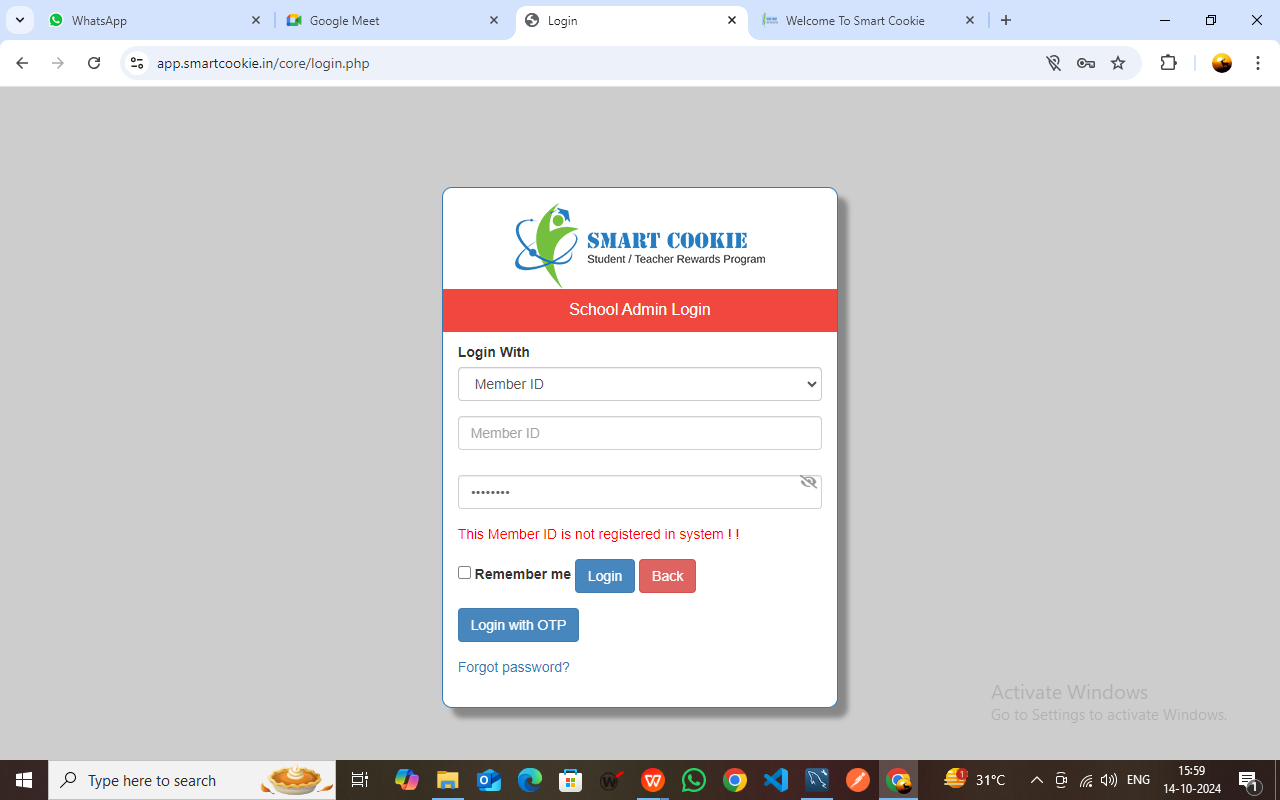 WhatsApp
Google Meet
Login
Welcome To Smart Cookie
app.smartcookie.in/core/login.php
SMART COOKIE
Student / Teacher Rewards Program
School Admin Login
Login With
Member ID
Member ID
••••••••
This Member ID is not registered in system ! !
Remember me
Login
Back
Login with OTP
Forgot password?
Activate Windows
Go to Settings to activate Windows.
Type here to search
1
31°C
ENG
15:59
14-10-2024
1